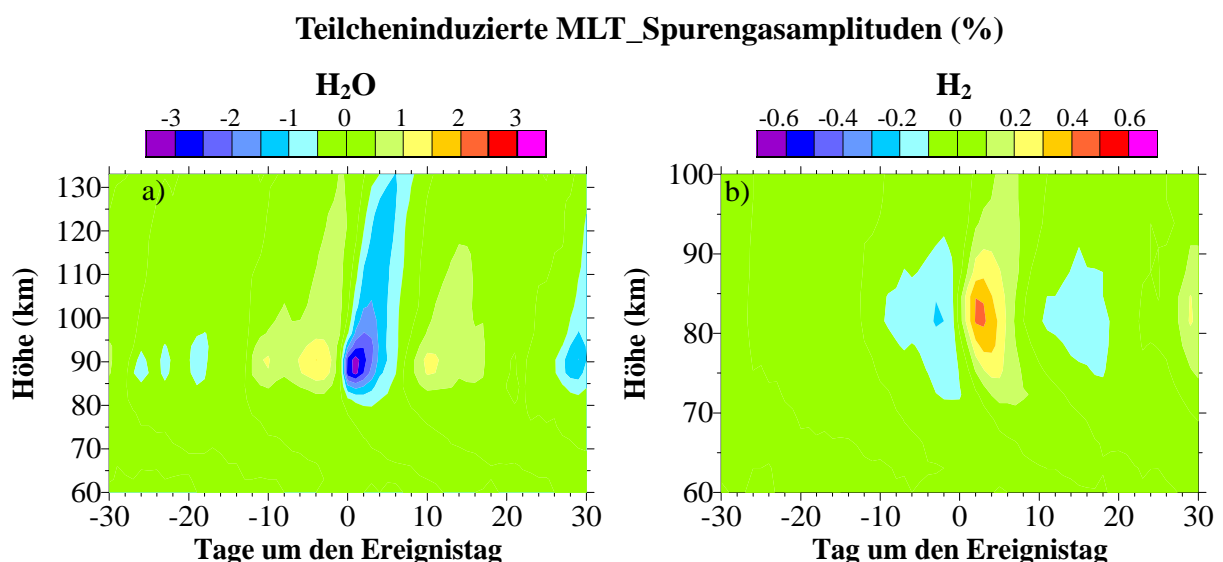 Teilcheninduzierte MLT_Spurengasamplituden (%)
H₂O
-3 -2 -1 0 1 2 3
a)
130
120
110
100
90
80
70
60
Höhe (km)
-30 -20 -10 0 10 20 30
Tage um den Ereignistag
H₂
-0.6 -0.4 -0.2 0 0.2 0.4 0.6
b)
100
90
80
70
60
Höhe (km)
-30 -20 -10 0 10 20 30
Tag um den Ereignistag